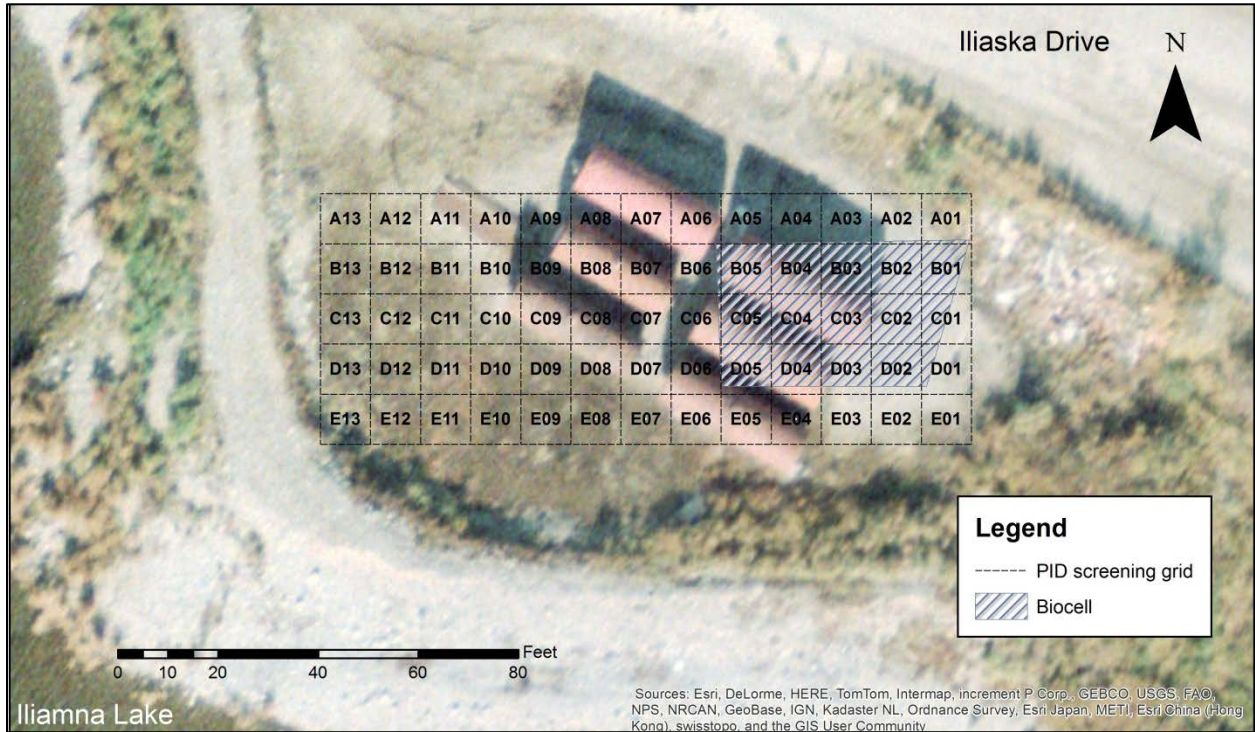 Iliaska Drive
N
A13 A12 A11 A10 A09 A08 A07 A06 A05 A04 A03 A02 A01
B13 B12 B11 B10 B09 B08 B07 B06 B05 B04 B03 B02 B01
C13 C12 C11 C10 C09 C08 C07 C06 C05 C04 C03 C02 C01
D13 D12 D11 D10 D09 D08 D07 D06 D05 D04 D03 D02 D01
E13 E12 E11 E10 E09 E08 E07 E06 E05 E04 E03 E02 E01
Legend
PID screening grid
Biocell
Feet
0 10 20 40 60 80
Sources: Esri, DeLorme, HERE, TomTom, Intermap, increment P Corp., GEBCO, USGS, FAO,
NPS, NRCAN, GeoBase, IGN, Kadaster NL, Ordnance Survey, Esri Japan, METI, Esri China (Hong
Kong), swisstopo, and the GIS User Community
Iliamna Lake